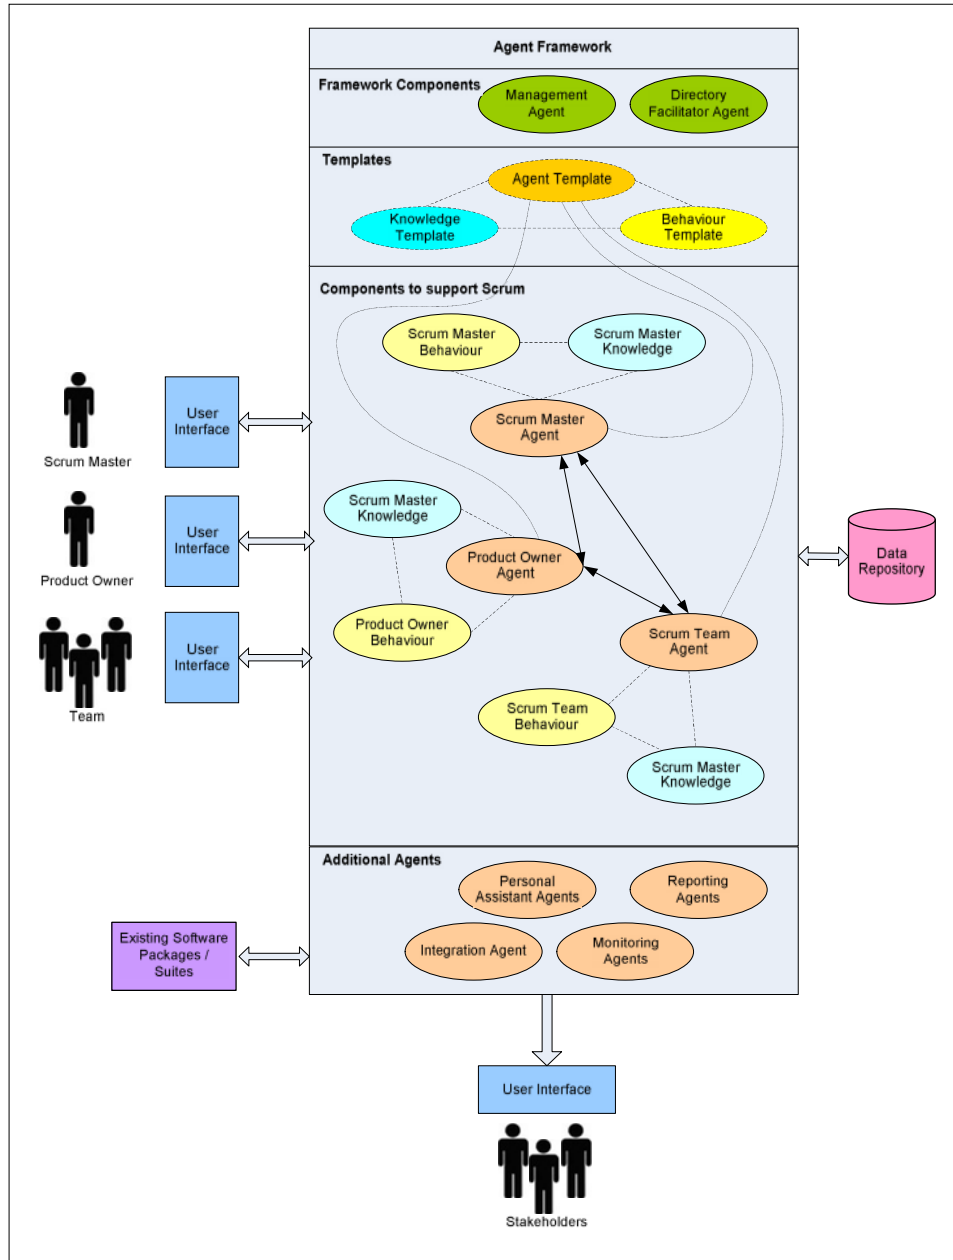 Agent Framework
Framework Components
Management
Agent
Directory
Facilitator Agent
Templates
Agent Template
Knowledge
Template
Behaviour
Template
Components to support Scrum
Scrum Master
Behaviour
Scrum Master
Knowledge
Scrum Master
Agent
User
Interface
Scrum Master
Scrum Master
Knowledge
User
Interface
Product Owner
Product Owner
Agent
Data
Repository
Product Owner
Behaviour
Scrum Team
Agent
User
Interface
Team
Scrum Team
Behaviour
Scrum Master
Knowledge
Additional Agents
Personal
Assistant Agents
Reporting
Agents
Integration Agent
Monitoring
Agents
Existing Software
Packages /
Suites
User Interface
Stakeholders